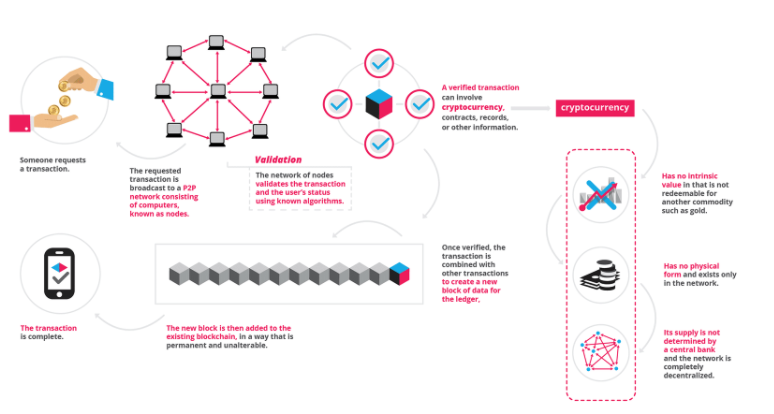 Someone requests
a transaction.
The requested
transaction is
broadcast to a P2P
network consisting
of computers,
known as nodes.
Validation
The network of nodes
validates the transaction
and the user's status
using known algorithms.
A verified transaction
can involve
cryptocurrency,
contracts, records,
or other information.
cryptocurrency
Has no intrinsic
value in that is not
redeemable for
another commodity
such as gold.
Has no physical
form and exists only
in the network.
Its supply is not
determined by
a central bank
and the network is
completely
decentralized.
Once verified, the
transaction is
combined with
other transactions
to create a new
block of data for
the ledger,
The new block is then added to the
existing blockchain, in a way that is
permanent and unalterable.
The transaction
is complete.